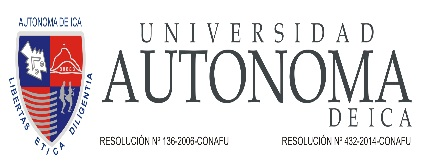 AUTONOMA DE ICA
LIBERTAS ETICA DILIGENTIA
UNIVERSIDAD
AUTONOMA
DE ICA
RESOLUCIÓN Nº 136-2006-CONAFU
RESOLUCIÓN Nº 432-2014-CONAFU